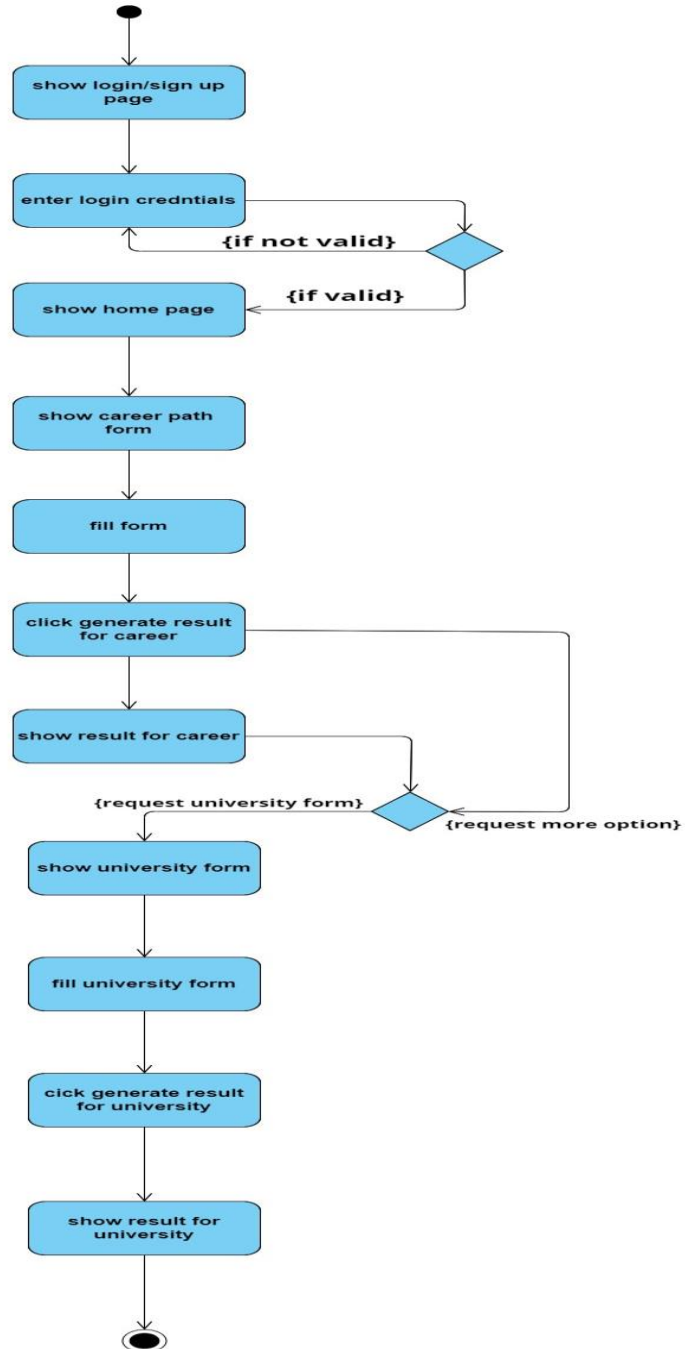 show login/sign up
page
enter login credntials
{if not valid}
{if valid}
show home page
show career path
form
fill form
click generate result
for career
show result for career
{request university form}
{request more option}
show university form
fill university form
cick generate result
for university
show result for
university